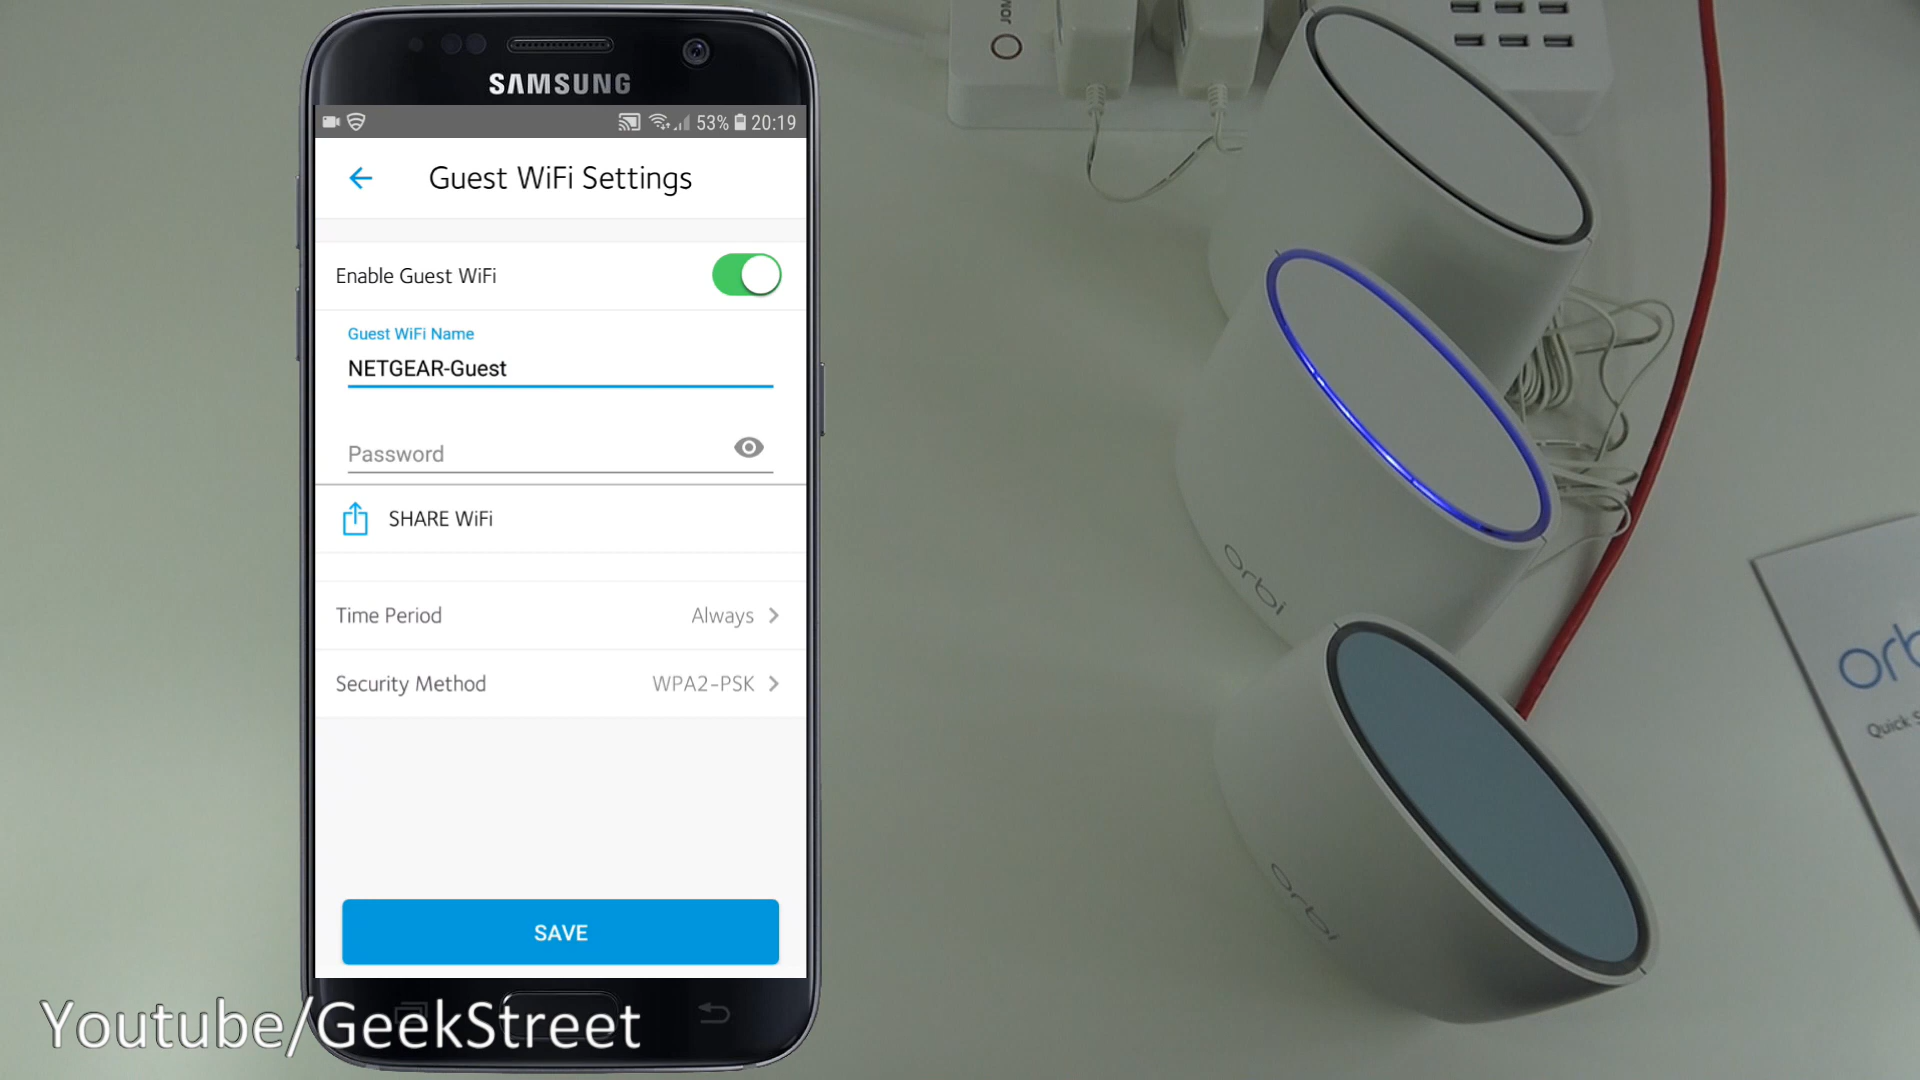 SAMSUNG
53% 20:19
Guest WiFi Settings
Enable Guest WiFi
Guest WiFi Name
NETGEAR-Guest
Password
SHARE WiFi
Time Period Always
Security Method WPA2-PSK
SAVE
Youtube/GeekStreet
orbi
orbi
Quick